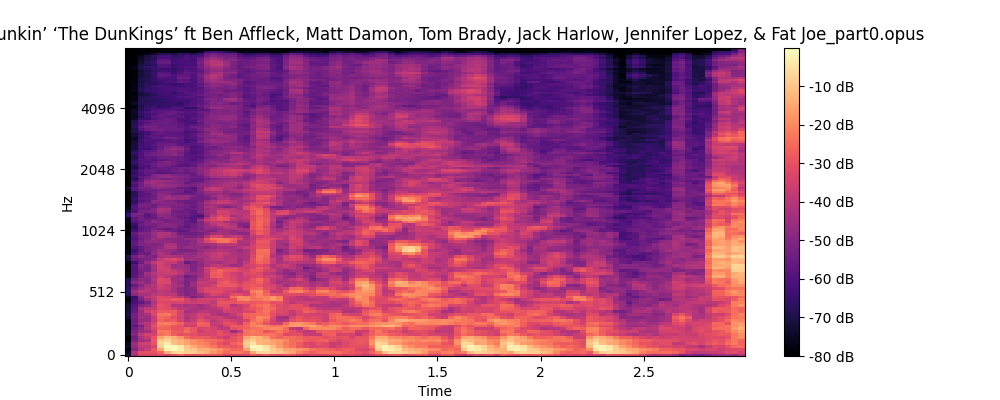 unkin’ ‘The DunKings’ ft Ben Affleck, Matt Damon, Tom Brady, Jack Harlow, Jennifer Lopez, & Fat Joe_part0.opus
4096
2048
1024
512
0
Hz
0
0.5
1
1.5
2
2.5
Time
-10 dB
-20 dB
-30 dB
-40 dB
-50 dB
-60 dB
-70 dB
-80 dB